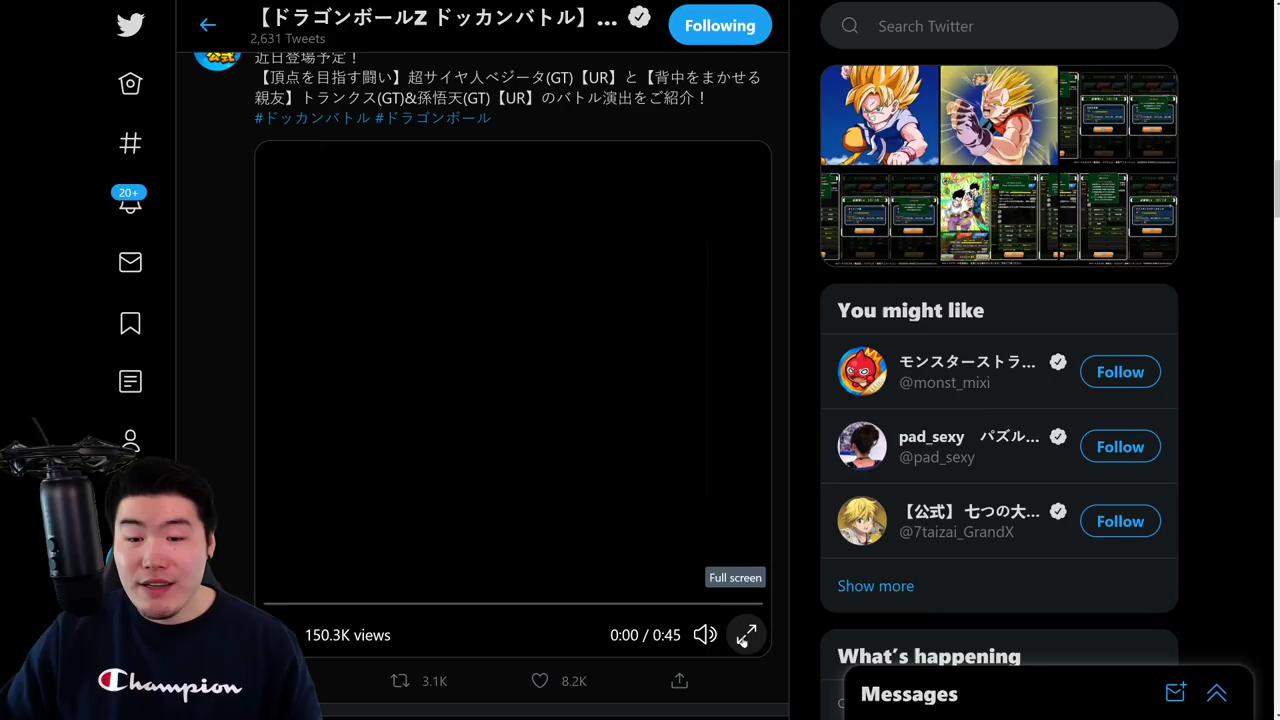 【ドラゴンボールZ ドッカンバトル】...
2,631 Tweets
Following
Search Twitter
公式
近日登場予定！
【頂点を目指す闘い】超サイヤ人ベジータ(GT)【UR】と【背中をまかせる
親友】トランクス(GT)&孫悟天(GT)【UR】のバトル演出をご紹介！
#ドッカンバトル #ドラゴンボール
20+
Full screen
150.3K views
0:00 / 0:45
3.1K
8.2K
You might like
モンスターストラ...
@monst_mixi
Follow
pad_sexy パズル...
@pad_sexy
Follow
【公式】七つの大...
@7taizai_GrandX
Follow
Show more
What's happening
Messages
Champion